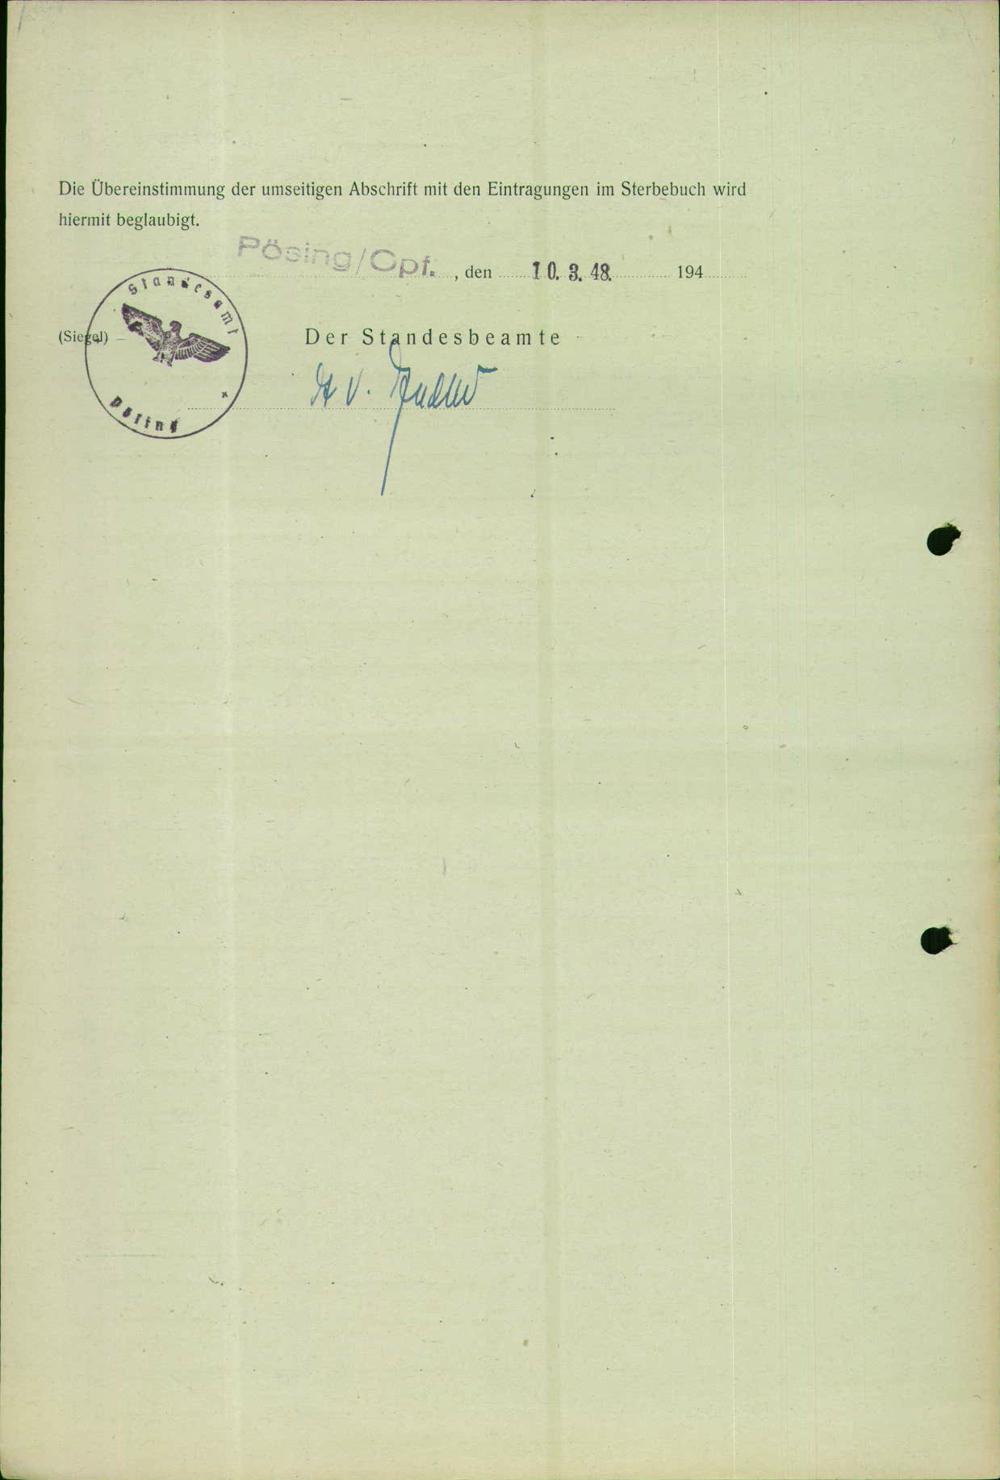 Die Übereinstimmung der umseitigen Abschrift mit den Eintragungen im Sterbebuch wird
hiermit beglaubigt.
Pösing/Opf. , den 10. 3. 48. 194
Standesamt
(Siegel)
Der Standesbeamte
Pösing